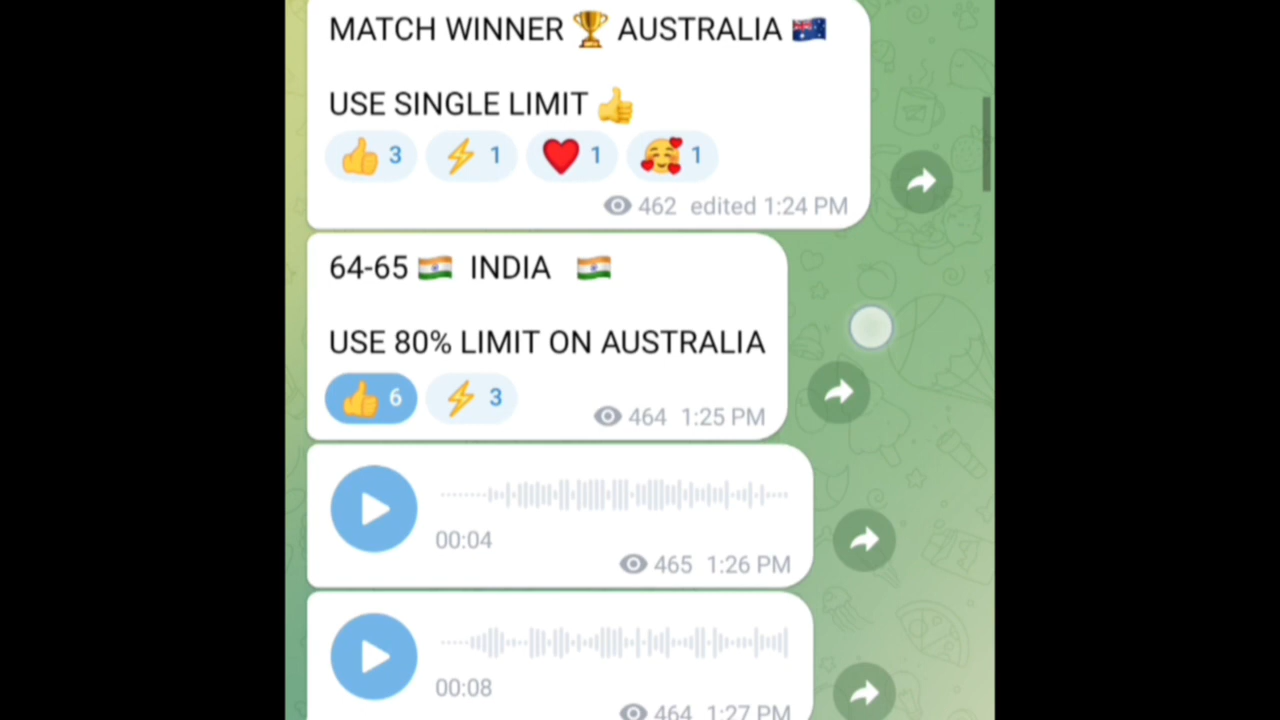 MATCH WINNER 🏆 AUSTRALIA 🇦🇺
USE SINGLE LIMIT 👍
👍 3 ⚡ 1 ❤️ 1 🥰 1
462 edited 1:24 PM
64-65 🇮🇳 INDIA 🇮🇳
USE 80% LIMIT ON AUSTRALIA
👍 6 ⚡ 3
464 1:25 PM
00:04
465 1:26 PM
00:08
464 1:27 PM